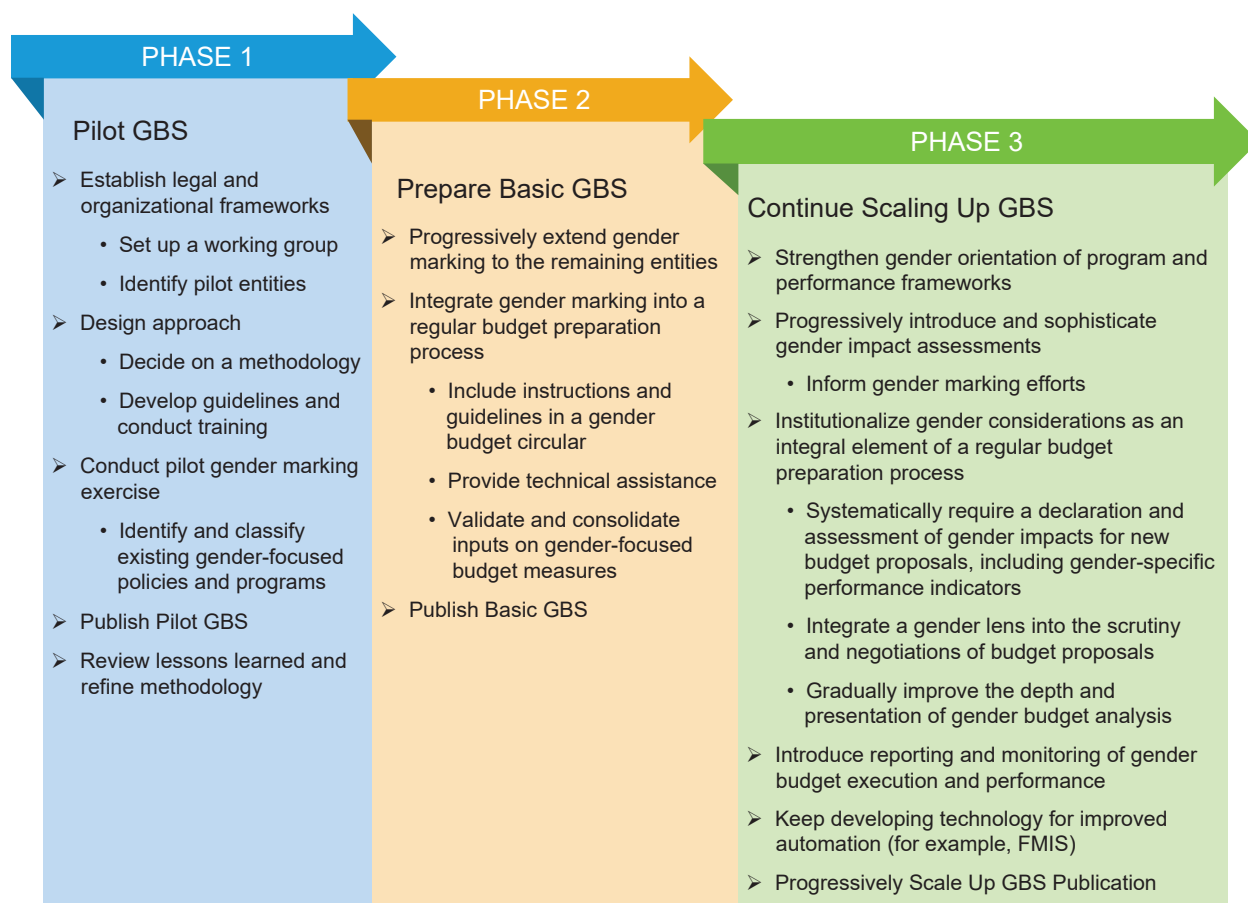 PHASE 1
Pilot GBS
➢ Establish legal and
organizational frameworks
• Set up a working group
• Identify pilot entities
➢ Design approach
• Decide on a methodology
• Develop guidelines and
conduct training
➢ Conduct pilot gender marking
exercise
• Identify and classify
existing gender-focused
policies and programs
➢ Publish Pilot GBS
➢ Review lessons learned and
refine methodology
PHASE 2
Prepare Basic GBS
➢ Progressively extend gender
marking to the remaining entities
➢ Integrate gender marking into a
regular budget preparation
process
• Include instructions and
guidelines in a gender
budget circular
• Provide technical assistance
• Validate and consolidate
inputs on gender-focused
budget measures
➢ Publish Basic GBS
PHASE 3
Continue Scaling Up GBS
➢ Strengthen gender orientation of program and
performance frameworks
➢ Progressively introduce and sophisticate
gender impact assessments
• Inform gender marking efforts
➢ Institutionalize gender considerations as an
integral element of a regular budget
preparation process
• Systematically require a declaration and
assessment of gender impacts for new
budget proposals, including gender-specific
performance indicators
• Integrate a gender lens into the scrutiny
and negotiations of budget proposals
• Gradually improve the depth and
presentation of gender budget analysis
➢ Introduce reporting and monitoring of gender
budget execution and performance
➢ Keep developing technology for improved
automation (for example, FMIS)
➢ Progressively Scale Up GBS Publication